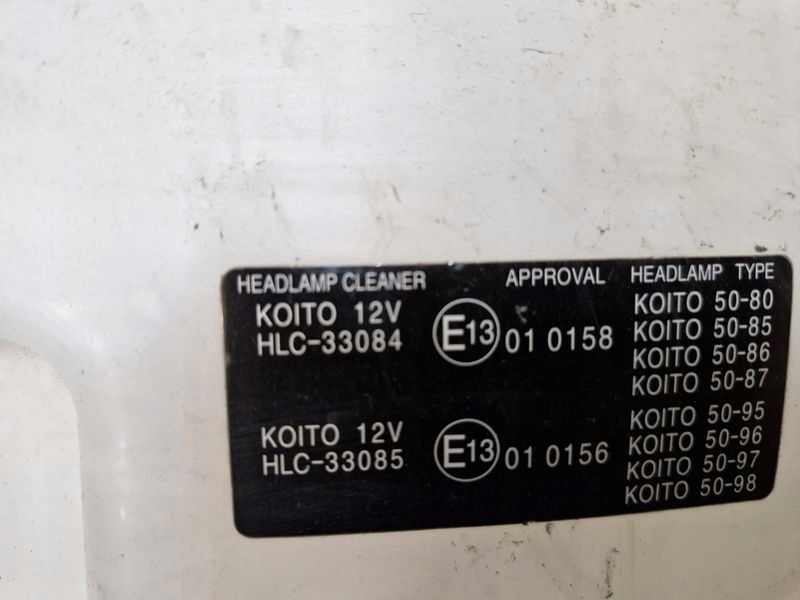 HEADLAMP CLEANER APPROVAL HEADLAMP TYPE
KOITO 12V
HLC-33084
E13 01 0158
KOITO 50-80
KOITO 50-85
KOITO 50-86
KOITO 50-87
KOITO 12V
HLC-33085
E13 01 0156
KOITO 50-95
KOITO 50-96
KOITO 50-97
KOITO 50-98